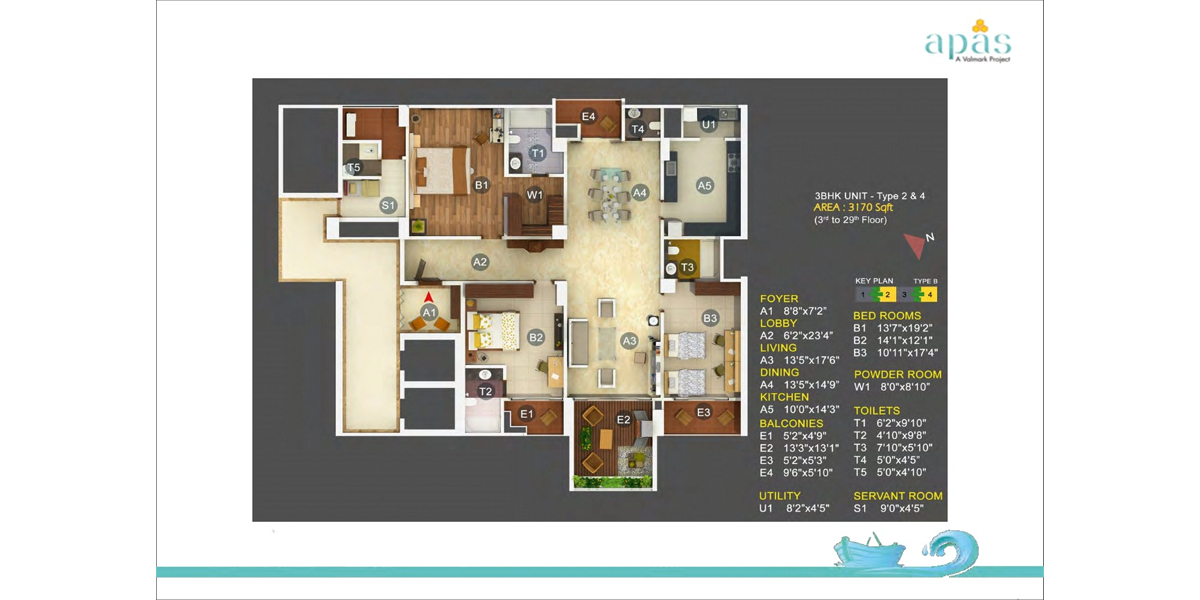 apas
A Valmark Project
E4
T4
U1
T1
T5
B1
W1
A4
A5
S1
A2
T3
A1
B3
B2
A3
T2
E1
E2
E3
3BHK UNIT - Type 2 & 4
AREA : 3170 Sqft
(3rd to 29th Floor)
N
KEY PLAN TYPE B
1 2 3 4
FOYER
A1 8'8"x7'2"
LOBBY
A2 6'2"x23'4"
LIVING
A3 13'5"x17'6"
DINING
A4 13'5"x14'9"
KITCHEN
A5 10'0"x14'3"
BALCONIES
E1 5'2"x4'9"
E2 13'3"x13'1"
E3 5'2"x5'3"
E4 9'6"x5'10"
UTILITY
U1 8'2"x4'5"
BED ROOMS
B1 13'7"x19'2"
B2 14'1"x12'1"
B3 10'11"x17'4"
POWDER ROOM
W1 8'0"x8'10"
TOILETS
T1 6'2"x9'10"
T2 4'10"x9'8"
T3 7'10"x5'10"
T4 5'0"x4'5"
T5 5'0"x4'10"
SERVANT ROOM
S1 9'0"x4'5"